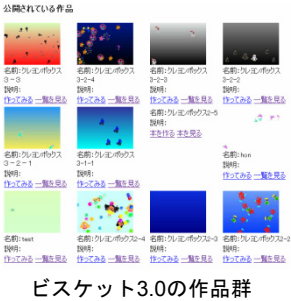 公開されている作品
名前:クレヨンボックス3-3
説明:
作ってみる 一覧を見る
名前:クレヨンボックス3-2-4
説明:
作ってみる 一覧を見る
名前:クレヨンボックス3-2-3
説明:
作ってみる 一覧を見る
名前:クレヨンボックス3-2-2
説明:
作ってみる 一覧を見る
名前:クレヨンボックス3-2-1
説明:
作ってみる 一覧を見る
名前:クレヨンボックス3-1-1
説明:
作ってみる 一覧を見る
名前:クレヨンボックス2-5
説明:
本を作る 本を見る
名前:hon
説明:
作ってみる 一覧を見る
名前:test
説明:
作ってみる 一覧を見る
名前:クレヨンボックス2-4
説明:
作ってみる 一覧を見る
名前:クレヨンボックス2-3
説明:
作ってみる 一覧を見る
名前:クレヨンボックス2-2
説明:
作ってみる 一覧を見る
ビスケット3.0の作品群